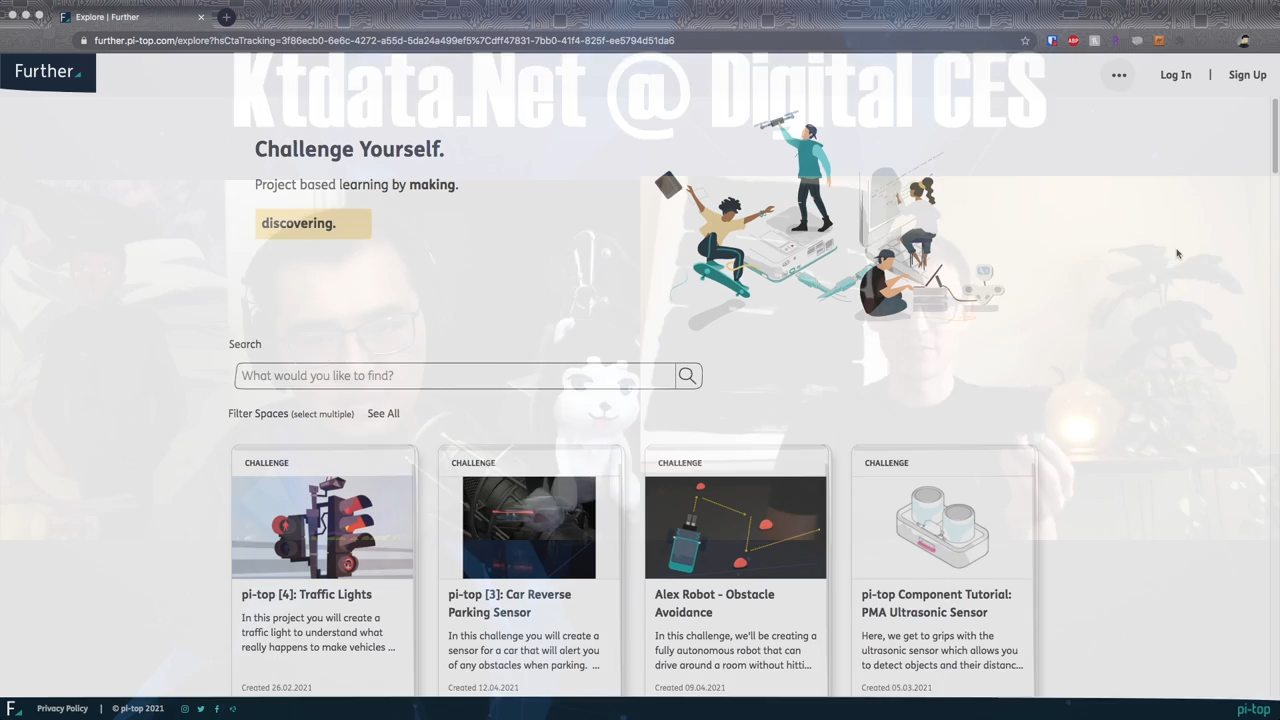 Explore | Further
further.pi-top.com/explore?hsCtaTracking=3f86ecb0-6e6c-4272-a55d-5da24a499ef5%7Cdff47831-7bb0-41f4-825f-ee5794d51da6
Further
Log In | Sign Up
Ktdata.Net @ Digital CES
Challenge Yourself.
Project based learning by making.
discovering.
Search
What would you like to find?
Filter Spaces (select multiple) See All
CHALLENGE
pi-top [4]: Traffic Lights
In this project you will create a
traffic light to understand what
really happens to make vehicles ...
Created 26.02.2021
CHALLENGE
pi-top [3]: Car Reverse
Parking Sensor
In this challenge you will create a
sensor for a car that will alert you
of any obstacles when parking. ...
Created 12.04.2021
CHALLENGE
Alex Robot - Obstacle
Avoidance
In this challenge, we'll be creating a
fully autonomous robot that can
drive around a room without hitti...
Created 09.04.2021
CHALLENGE
pi-top Component Tutorial:
PMA Ultrasonic Sensor
Here, we get to grips with the
ultrasonic sensor which allows you
to detect objects and their distanc...
Created 05.03.2021
Privacy Policy | © pi-top 2021
pi-top